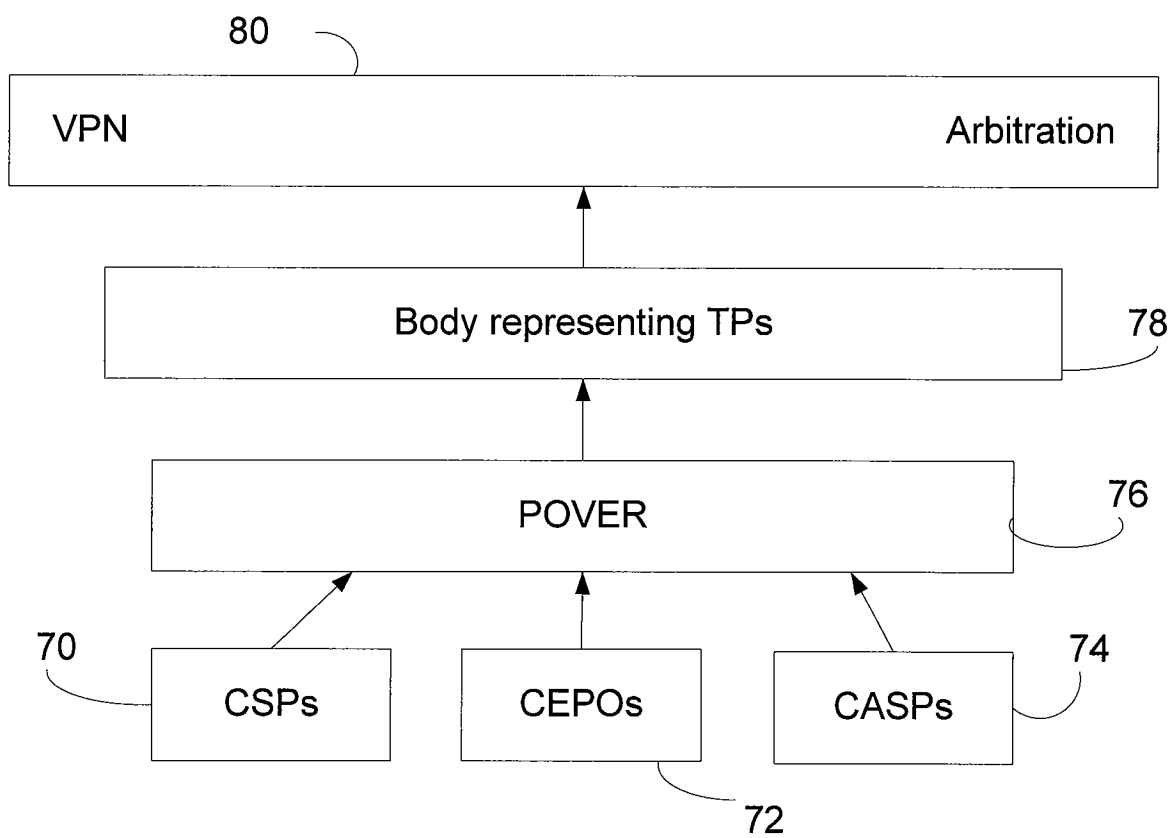 80
VPN Arbitration
Body representing TPs
78
POVER
76
70
CSPs
CEPOs
CASPs
74
72